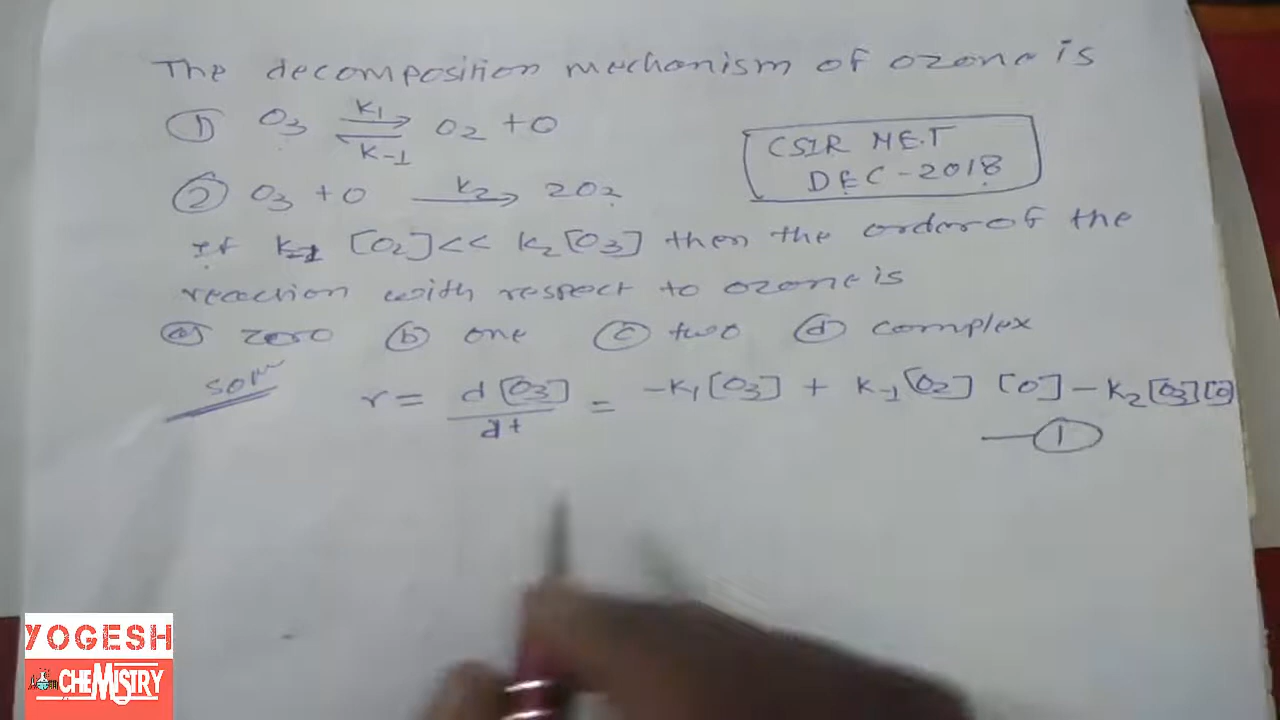 The decomposition mechanism of ozone is
① O3 ⇌ O2 + O
K1
K-1
CSIR NET
DEC-2018
② O3 + O → 2O2
K2
If K-1 [O2] << K2 [O3] then the order of the
reaction with respect to ozone is
ⓐ zero ⓑ one ⓒ two ⓓ complex
Soln
r = d[O3]/dt = -K1[O3] + K-1[O2] [O] - K2[O3][O]
— ①
YOGESH
CHEMISTRY